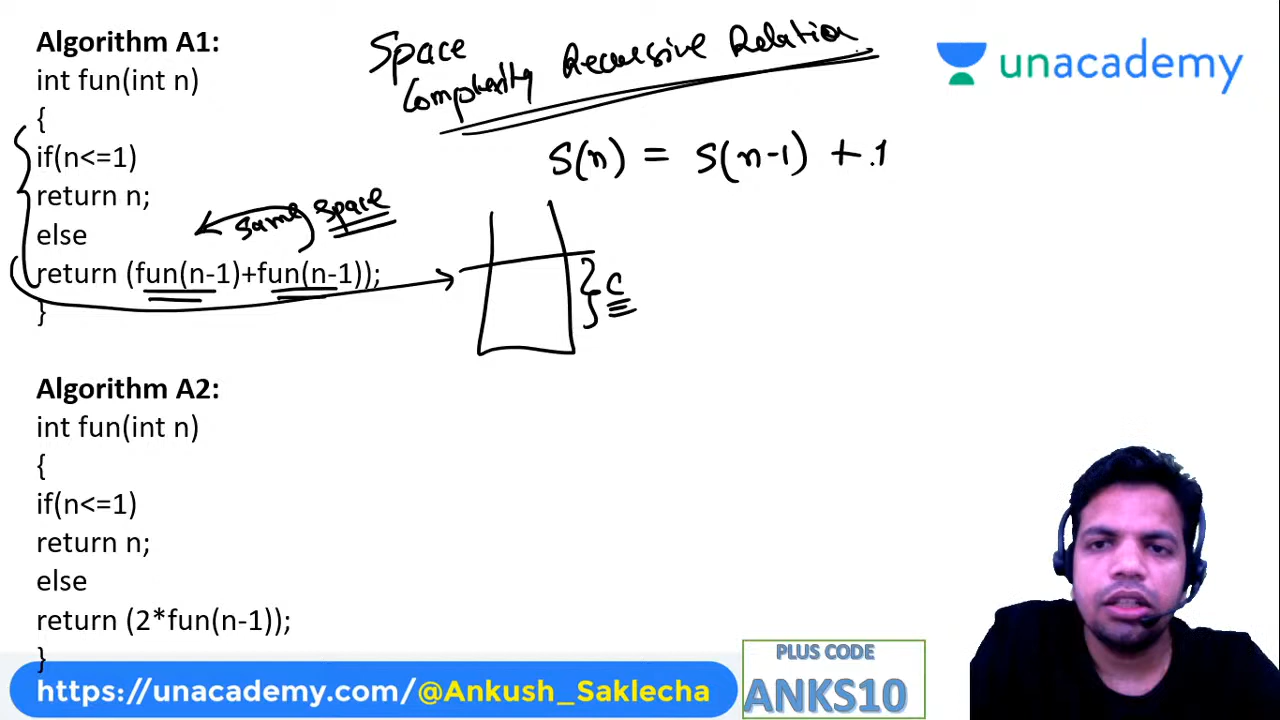 Algorithm A1:
int fun(int n)
{
if(n<=1)
return n;
else
return (fun(n-1)+fun(n-1));
}
same space
Space
Complexity Recursive Relation
S(n) = S(n-1) + 1
C
unacademy
Algorithm A2:
int fun(int n)
{
if(n<=1)
return n;
else
return (2*fun(n-1));
}
https://unacademy.com/@Ankush_Saklecha
PLUS CODE
ANKS10